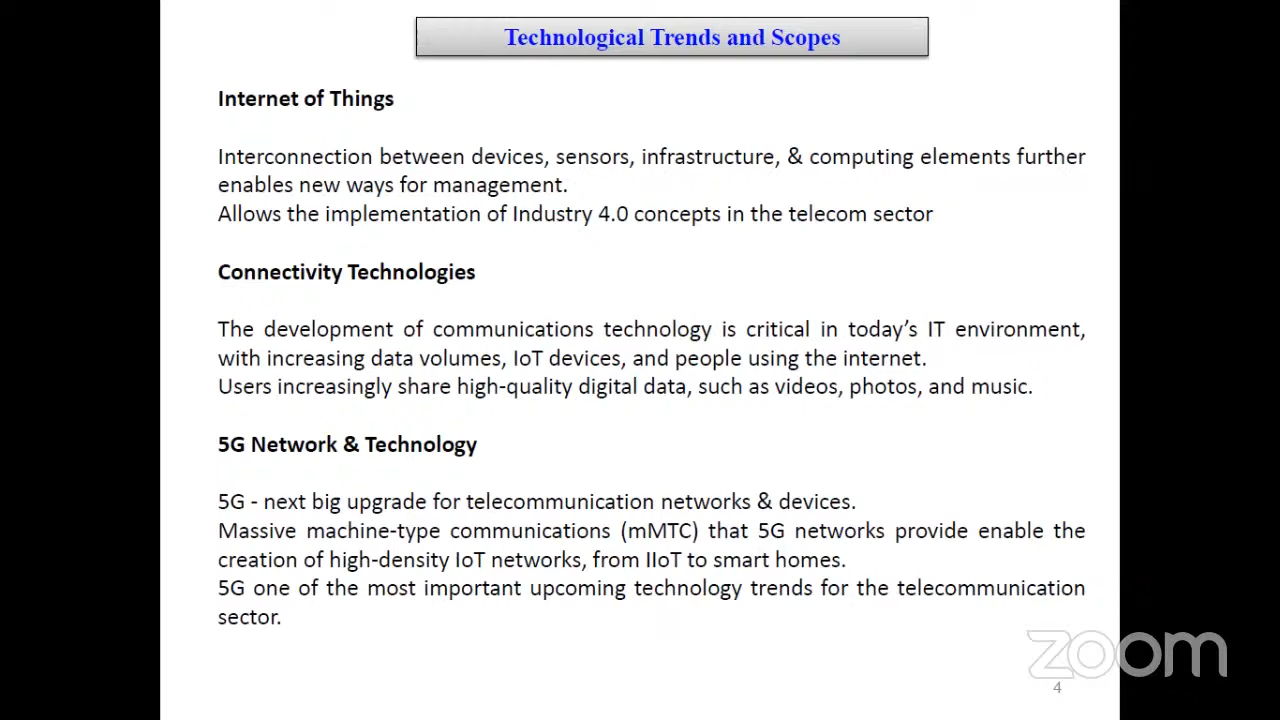 Technological Trends and Scopes
Internet of Things
Interconnection between devices, sensors, infrastructure, & computing elements further
enables new ways for management.
Allows the implementation of Industry 4.0 concepts in the telecom sector
Connectivity Technologies
The development of communications technology is critical in today’s IT environment,
with increasing data volumes, IoT devices, and people using the internet.
Users increasingly share high-quality digital data, such as videos, photos, and music.
5G Network & Technology
5G - next big upgrade for telecommunication networks & devices.
Massive machine-type communications (mMTC) that 5G networks provide enable the
creation of high-density IoT networks, from IIoT to smart homes.
5G one of the most important upcoming technology trends for the telecommunication
sector.
zoom
4